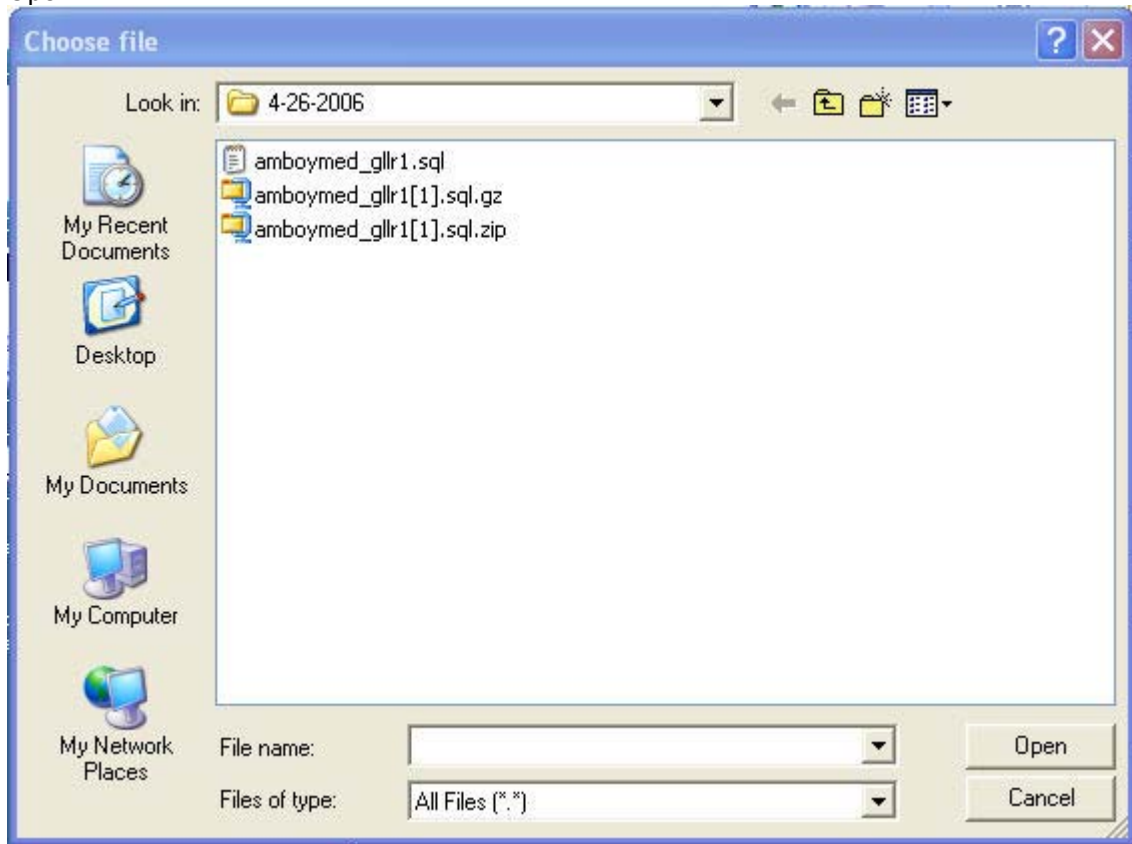 Choose file
Look in:
4-26-2006
amboymed_gllr1.sql
amboymed_gllr1[1].sql.gz
amboymed_gllr1[1].sql.zip
My Recent
Documents
Desktop
My Documents
My Computer
My Network
Places
File name:
Open
Files of type:
All Files (*.*)
Cancel